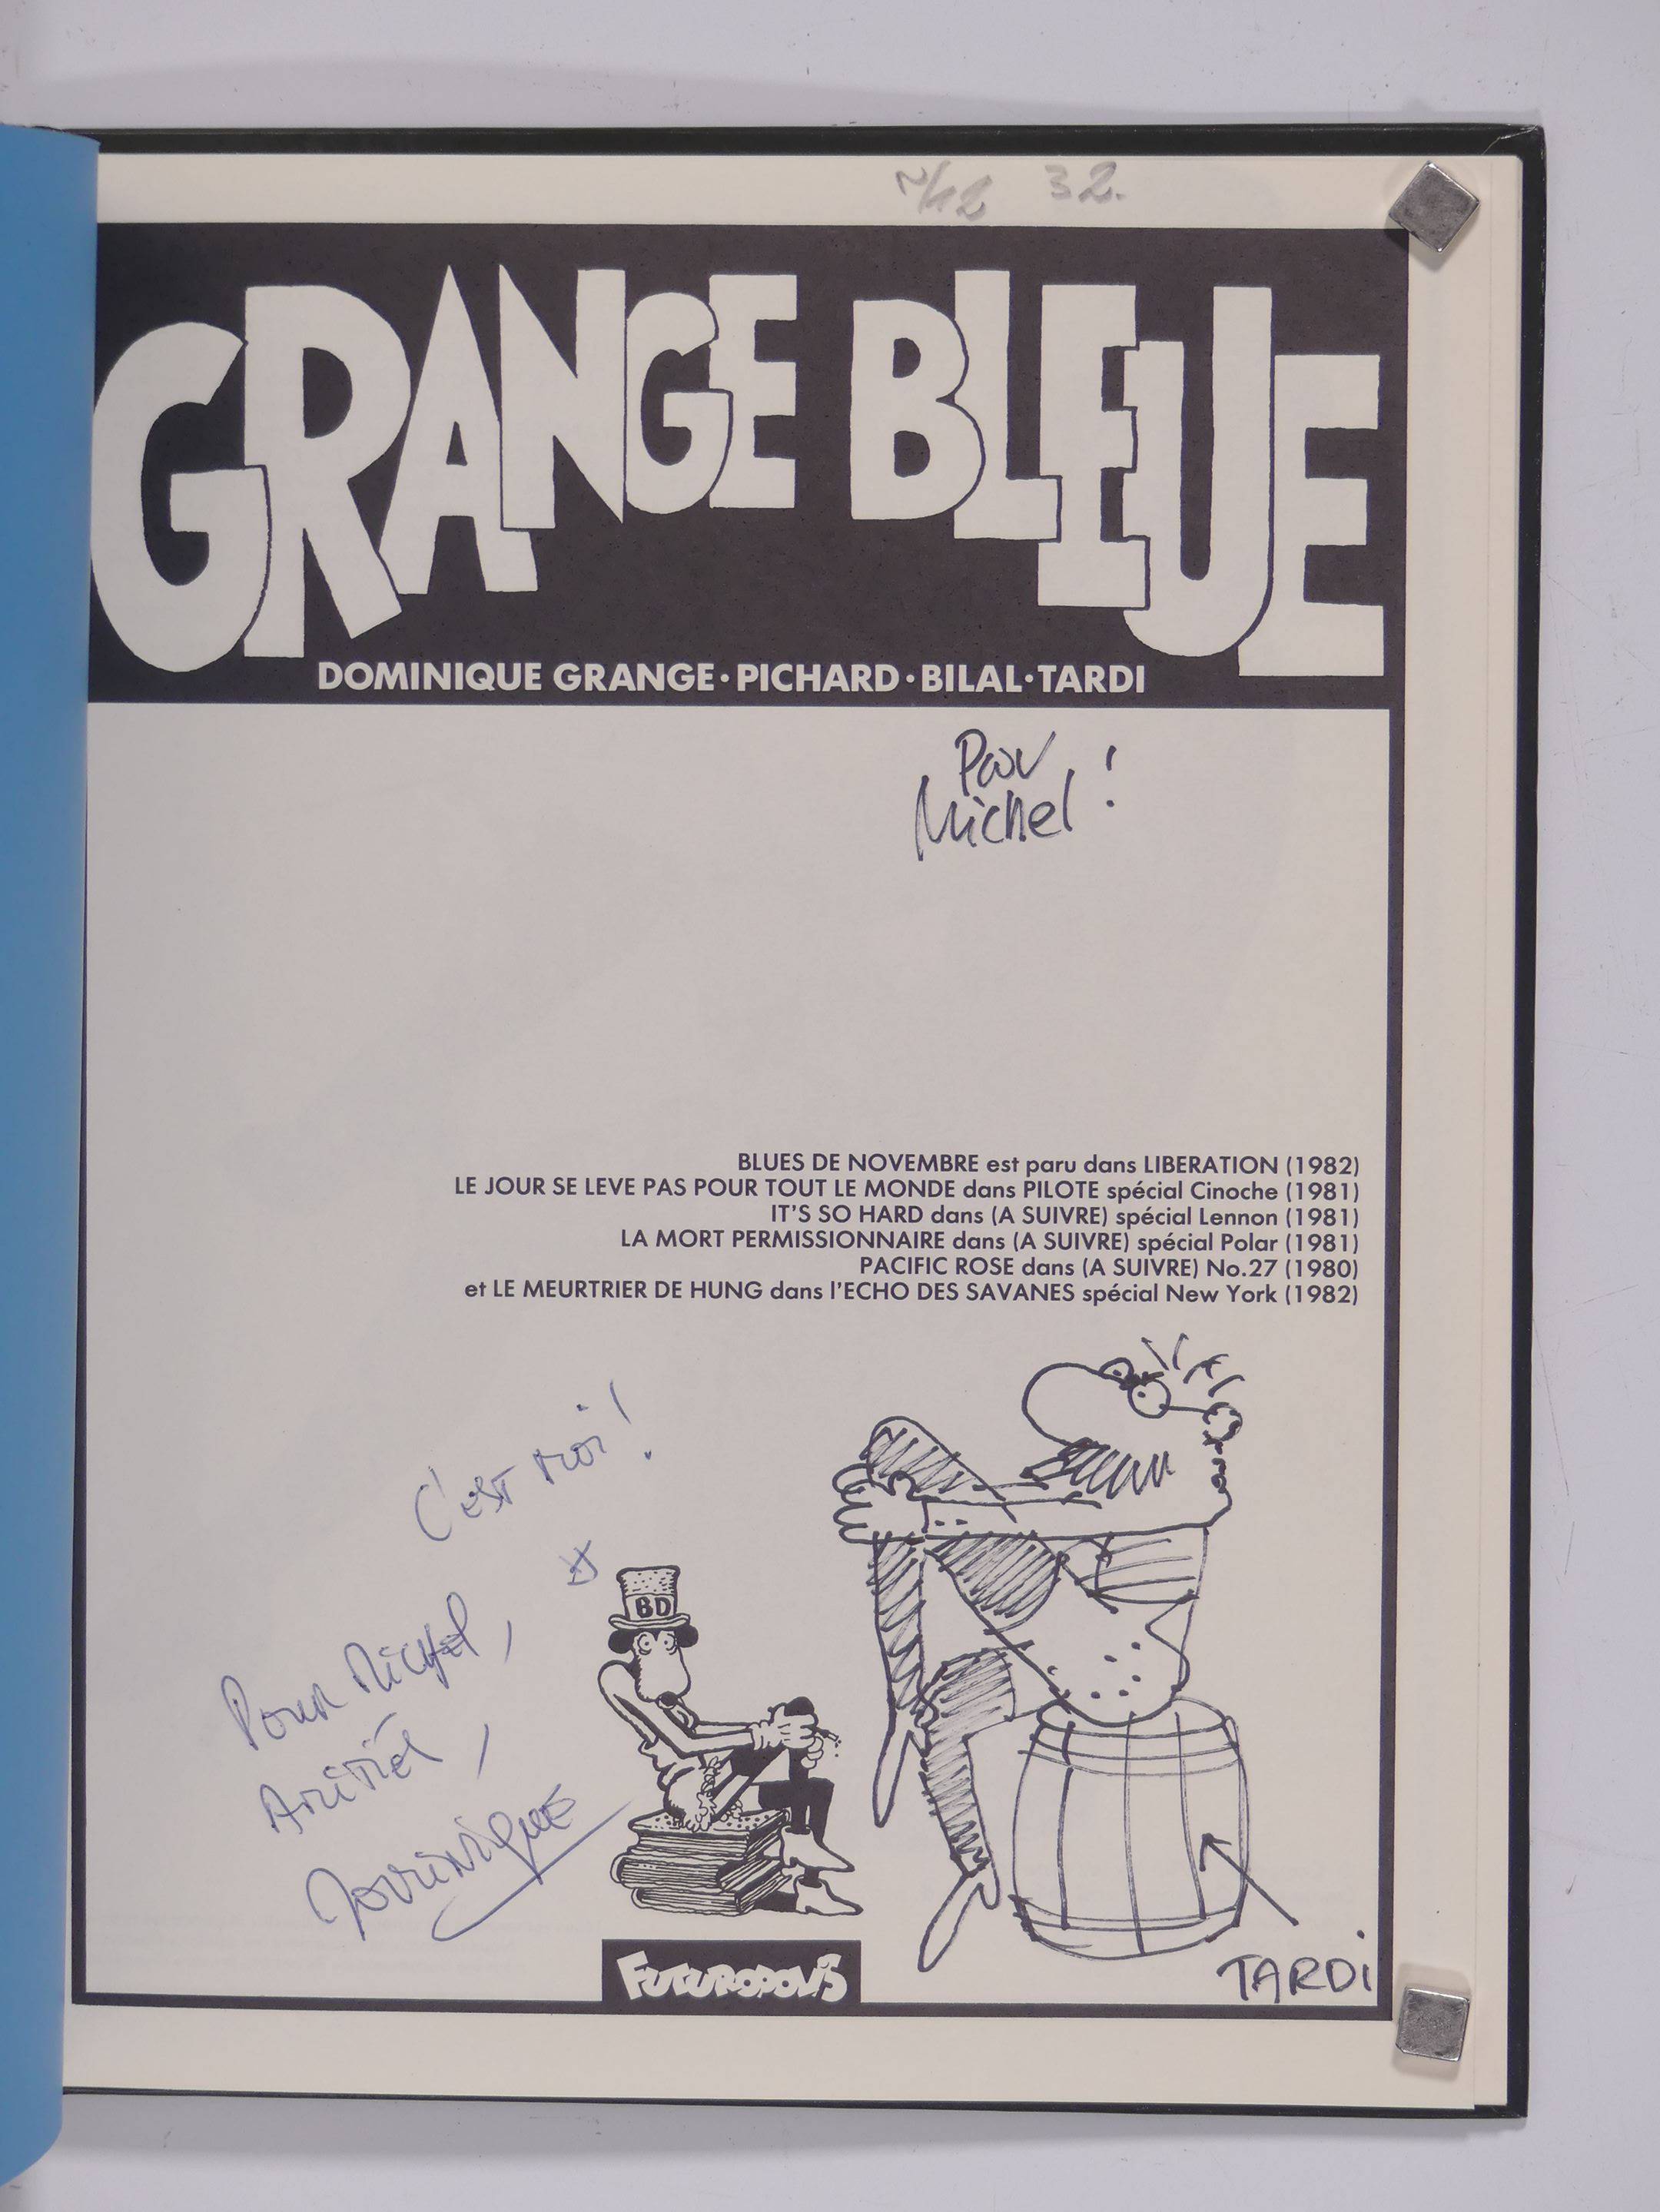 32.
GRANGE BLEUE
DOMINIQUE GRANGE·PICHARD·BILAL·TARDI
Pour
Michel !
BLUES DE NOVEMBRE est paru dans LIBERATION (1982)
LE JOUR SE LEVE PAS POUR TOUT LE MONDE dans PILOTE spécial Cinoche (1981)
IT'S SO HARD dans (A SUIVRE) spécial Lennon (1981)
LA MORT PERMISSIONNAIRE dans (A SUIVRE) spécial Polar (1981)
PACIFIC ROSE dans (A SUIVRE) No.27 (1980)
et LE MEURTRIER DE HUNG dans l'ECHO DES SAVANES spécial New York (1982)
C'est moi !
BD
Pour Michel,
Amitié,
Dominique
FUTUROPOLIS
TARDI